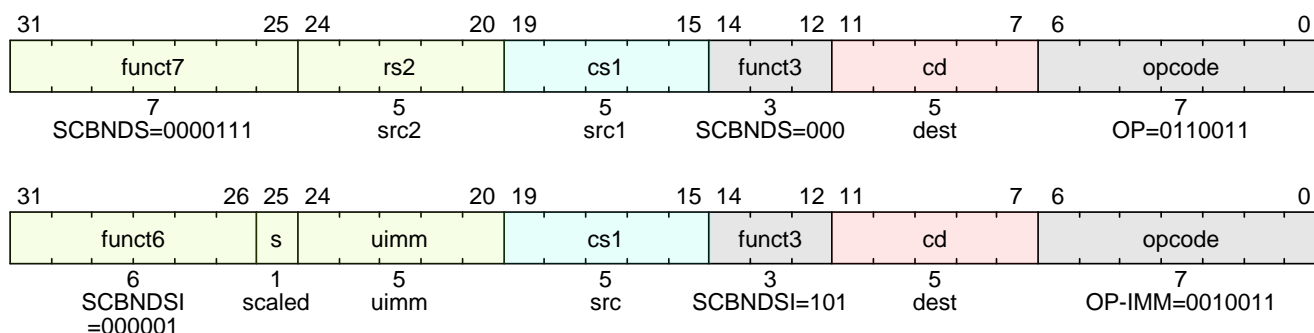 31 25 24 20 19 15 14 12 11 7 6 0
funct7 rs2 cs1 funct3 cd opcode
7 5 5 3 5 7
SCBNDS=0000111 src2 src1 SCBNDS=000 dest OP=0110011
31 26 25 24 20 19 15 14 12 11 7 6 0
funct6 s uimm cs1 funct3 cd opcode
6 1 5 5 3 5 7
SCBNDSI scaled uimm src SCBNDSI=101 dest OP-IMM=0010011
=000001